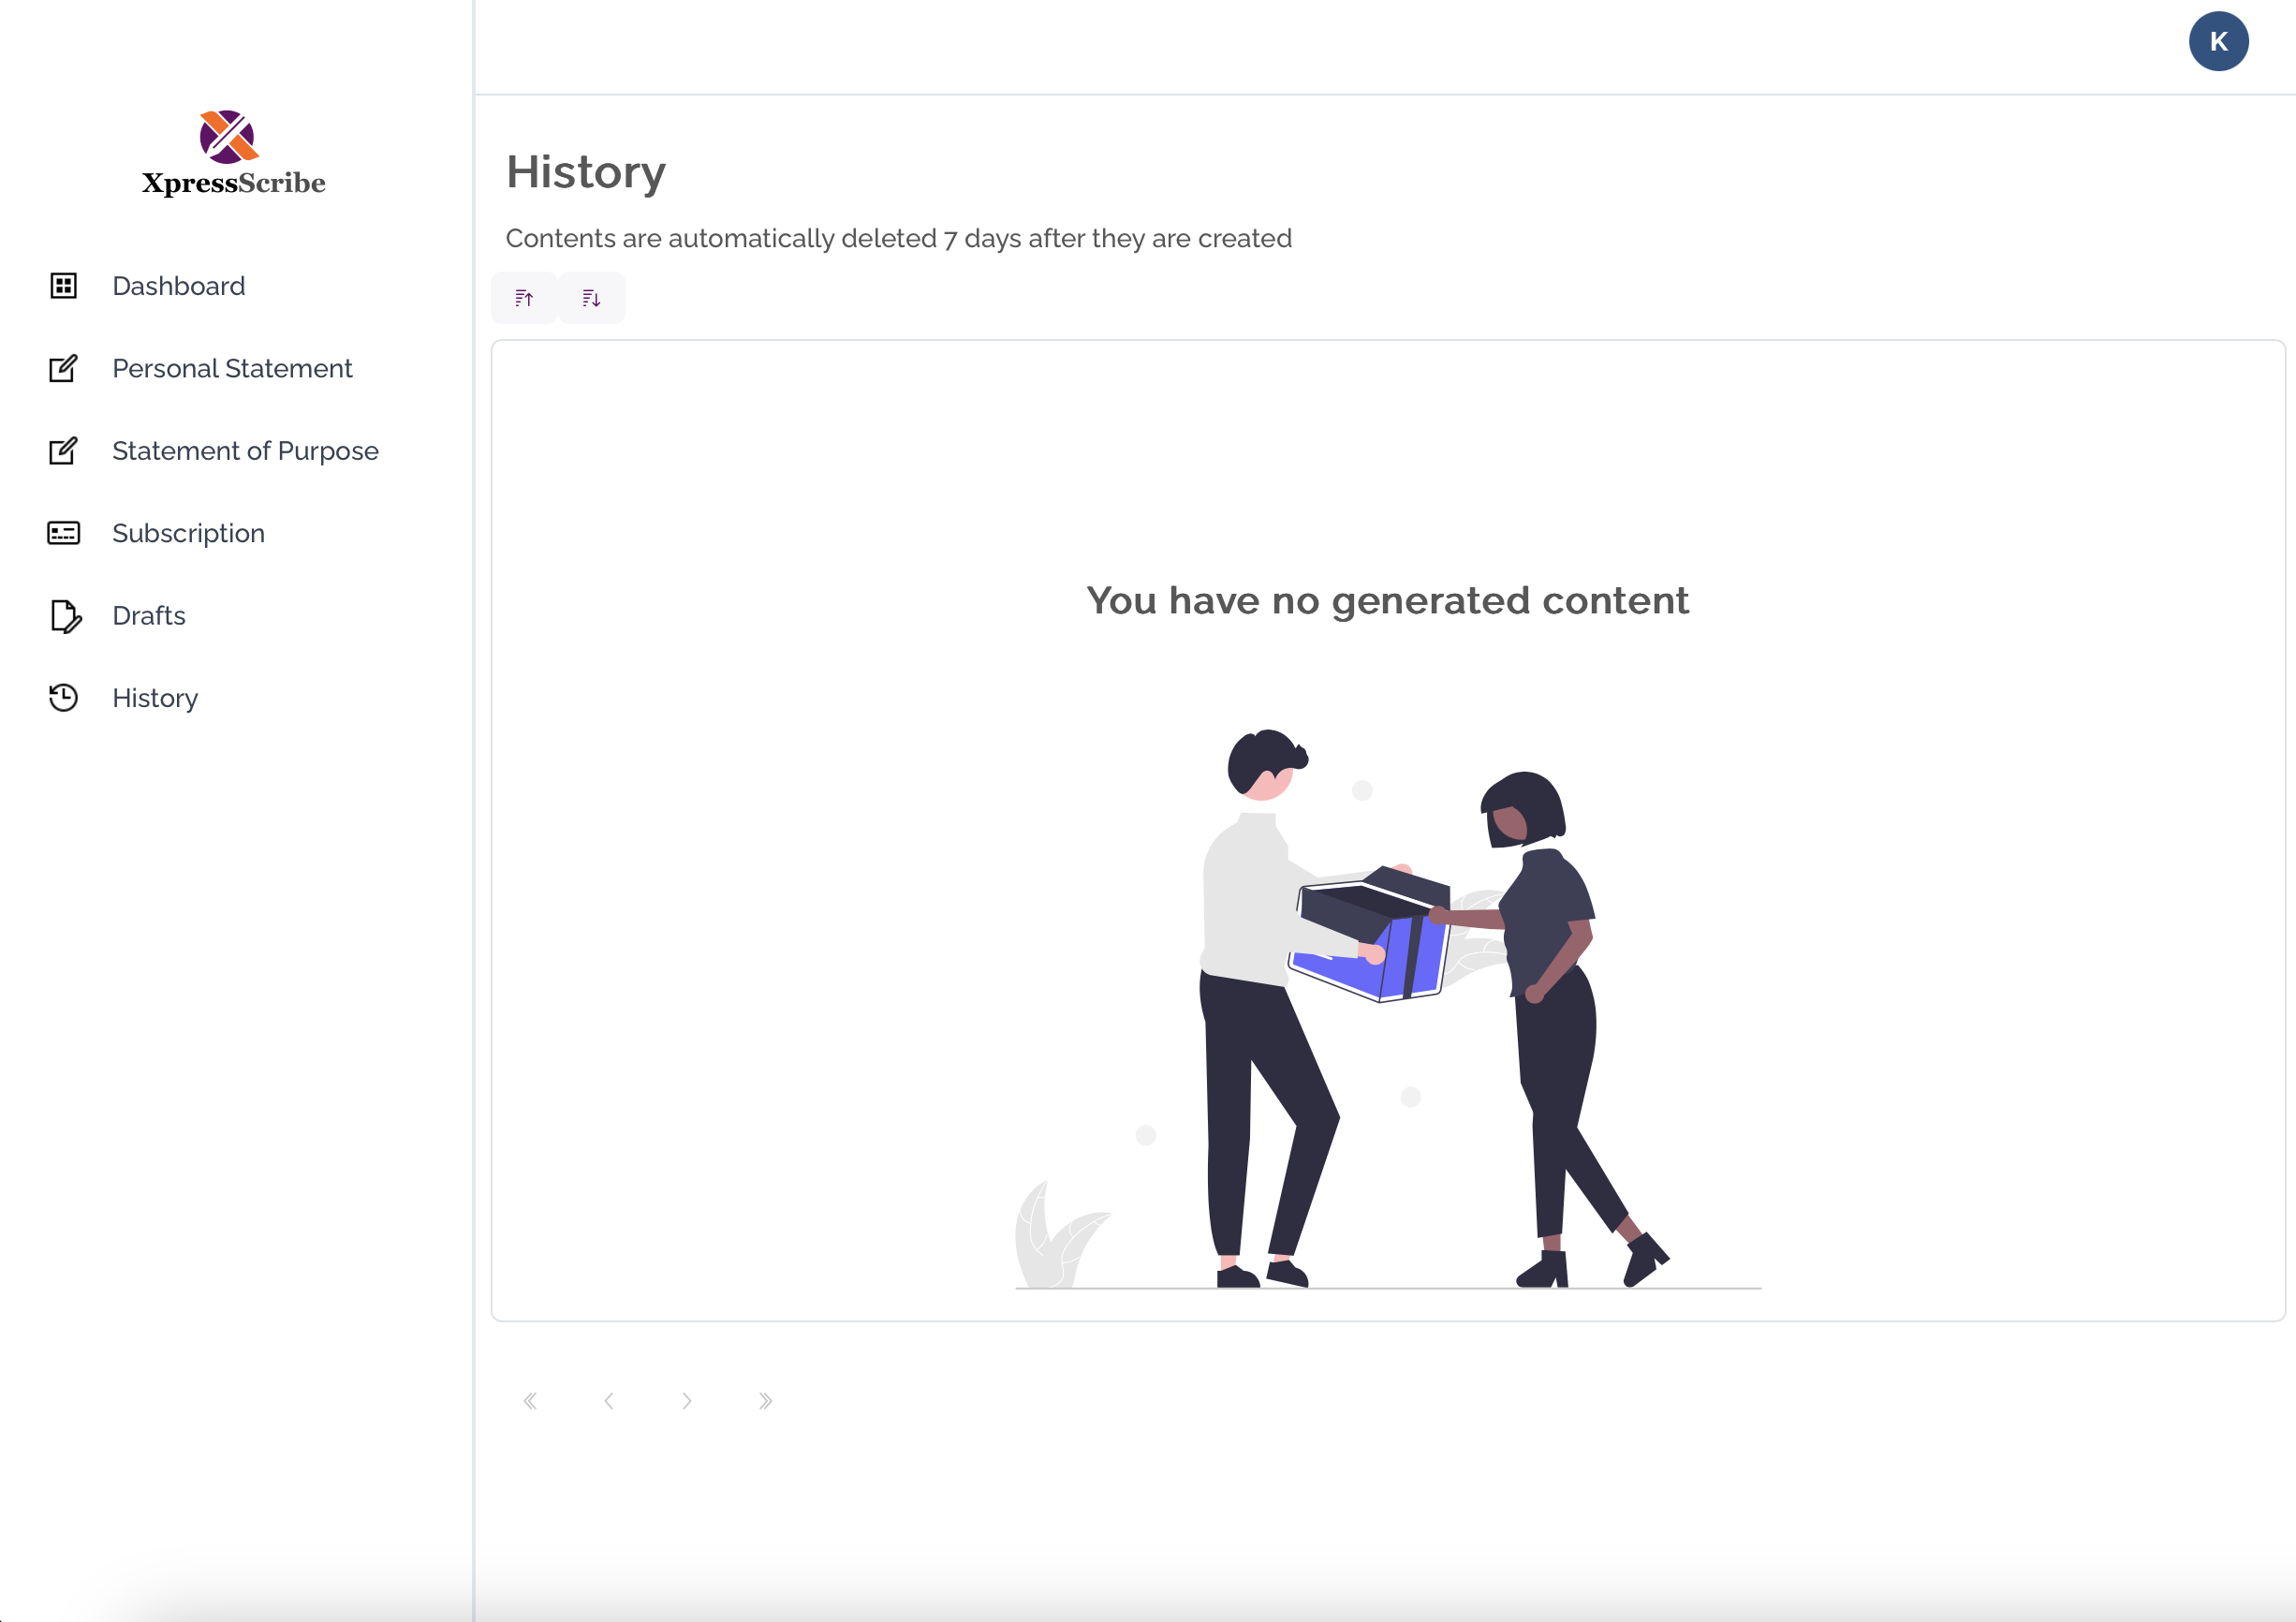 XpressScribe
Dashboard
Personal Statement
Statement of Purpose
Subscription
Drafts
History
K
History
Contents are automatically deleted 7 days after they are created
You have no generated content